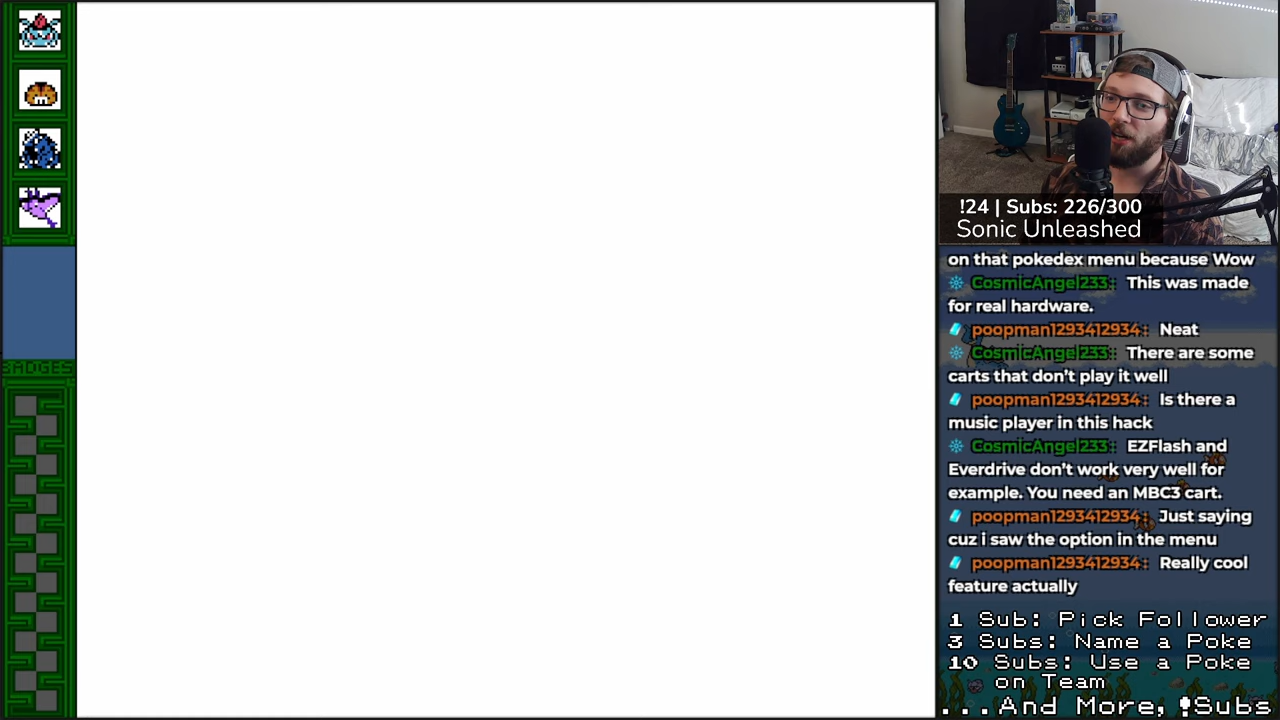 BADGES
!24 | Subs: 226/300
Sonic Unleashed
on that pokedex menu because Wow
CosmicAngel233: This was made
for real hardware.
poopman1293412934: Neat
CosmicAngel233: There are some
carts that don't play it well
poopman1293412934: Is there a
music player in this hack
CosmicAngel233: EZFlash and
Everdrive don't work very well for
example. You need an MBC3 cart.
poopman1293412934: Just saying
cuz i saw the option in the menu
poopman1293412934: Really cool
feature actually
1 Sub: Pick Follower
3 Subs: Name a Poke
10 Subs: Use a Poke
on Team
...And More, !Subs